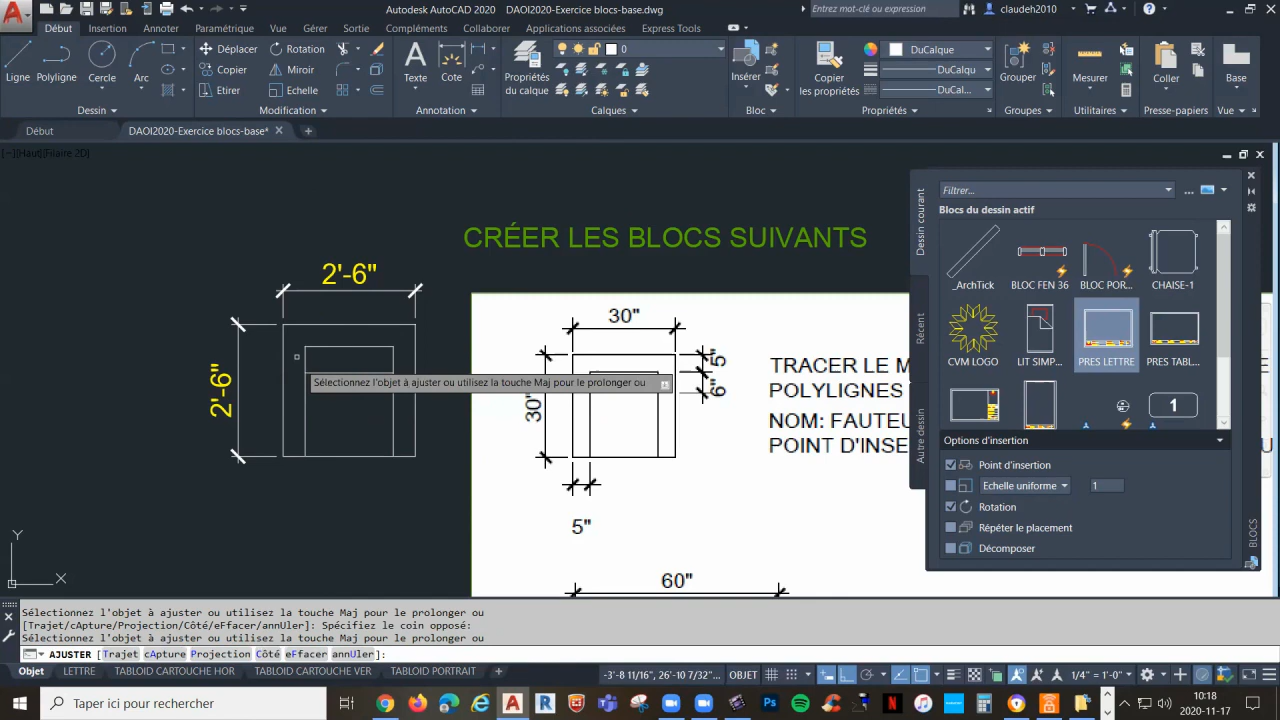 Autodesk AutoCAD 2020 DAOI2020-Exercice blocs-base.dwg
Entrez mot-clé ou expression
claudeh2010
Début Insertion Annoter Paramétrique Vue Gérer Sortie Compléments Collaborer Applications associées Express Tools
Ligne
Polyligne
Cercle
Arc
Dessin
Déplacer
Rotation
Copier
Miroir
Etirer
Echelle
Modification
Texte
Cote
Annotation
Propriétés
du calque
0
Calques
Insérer
Bloc
Copier
les propriétés
DuCalque
DuCalqu
DuCal...
Propriétés
Grouper
Groupes
Mesurer
Utilitaires
Coller
Presse-papiers
Base
Vue
Début
DAOI2020-Exercice blocs-base*
[−][Haut][Filaire 2D]
CRÉER LES BLOCS SUIVANTS
2'-6"
2'-6"
30"
5"
6"
30"
5"
60"
TRACER LE M
POLYLIGNES
NOM: FAUTEU
POINT D'INSE
Sélectionnez l'objet à ajuster ou utilisez la touche Maj pour le prolonger ou
Filtrer...
Blocs du dessin actif
Dessin courant
Récent
Autre dessin
_ArchTick
BLOC FEN 36
BLOC POR...
CHAISE-1
CVM LOGO
LIT SIMP...
PRES LETTRE
PRES TABL...
1
Options d'insertion
Point d'insertion
Echelle uniforme
1
Rotation
Répéter le placement
Décomposer
BLOCS
Y
X
Sélectionnez l'objet à ajuster ou utilisez la touche Maj pour le prolonger ou
[Trajet/cApture/Projection/Côté/eFfacer/annUler]: Spécifiez le coin opposé:
Sélectionnez l'objet à ajuster ou utilisez la touche Maj pour le prolonger ou
AJUSTER [Trajet cApture Projection Côté eFfacer annUler]:
Objet LETTRE TABLOID CARTOUCHE HOR TABLOID CARTOUCHE VER TABLOID PORTRAIT
-3'-8 11/16", 26'-10 7/32"... OBJET
1/4" = 1'-0"
Taper ici pour rechercher
10:18
2020-11-17